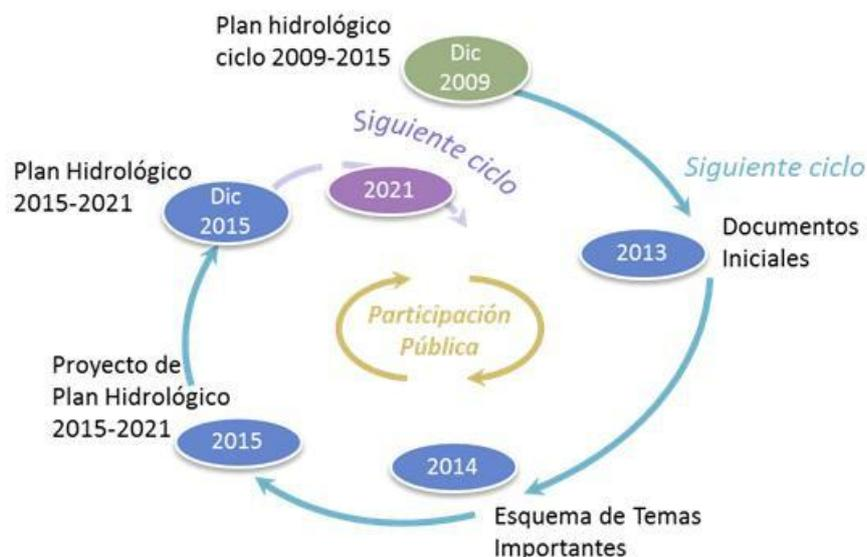 Plan hidrológico
ciclo 2009-2015
Dic
2009
Siguiente ciclo
Siguiente ciclo
Documentos
Iniciales
2013
Esquema de Temas
Importantes
2014
Proyecto de
Plan Hidrológico
2015-2021
2015
Plan Hidrológico
2015-2021
Dic
2015
2021
Participación
Pública